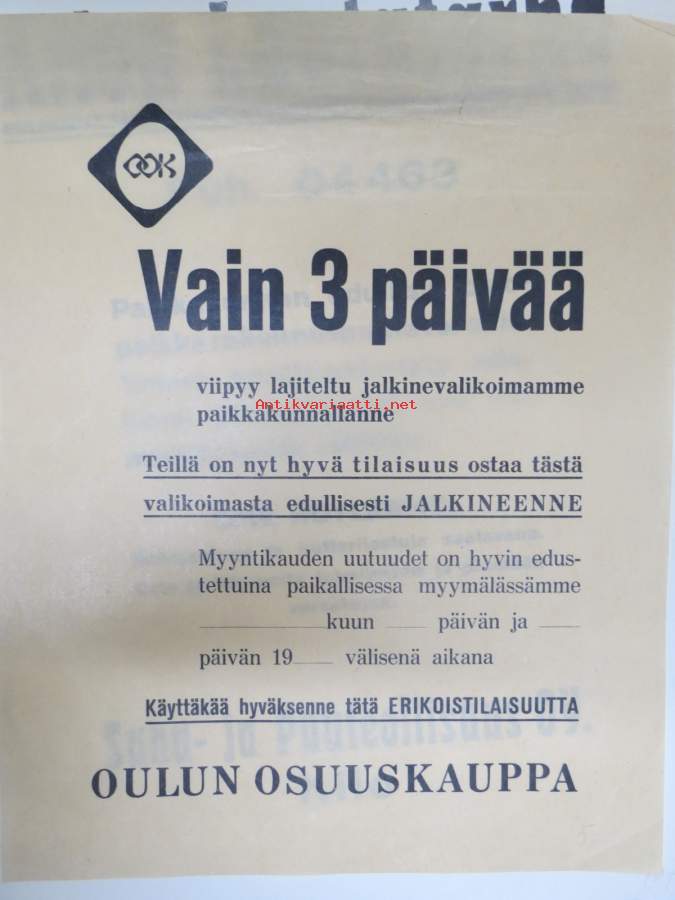 OOK
Vain 3 päivää
viipyy lajiteltu jalkinevalikoimamme
Antikvariaatti.net
paikkakunnallanne
Teillä on nyt hyvä tilaisuus ostaa tästä
valikoimasta edullisesti JALKINEENNE
Myyntikauden uutuudet on hyvin edus-
tettuina paikallisessa myymälässämme
kuun päivän ja
päivän 19 välisenä aikana
Käyttäkää hyväksenne tätä ERIKOISTILAISUUTTA
OULUN OSUUSKAUPPA